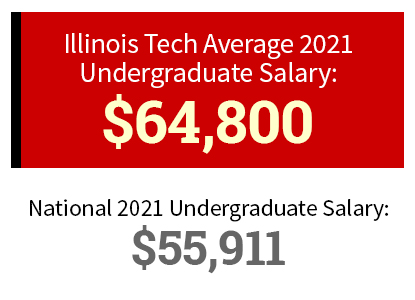 Illinois Tech Average 2021
Undergraduate Salary:
$64,800
National 2021 Undergraduate Salary:
$55,911